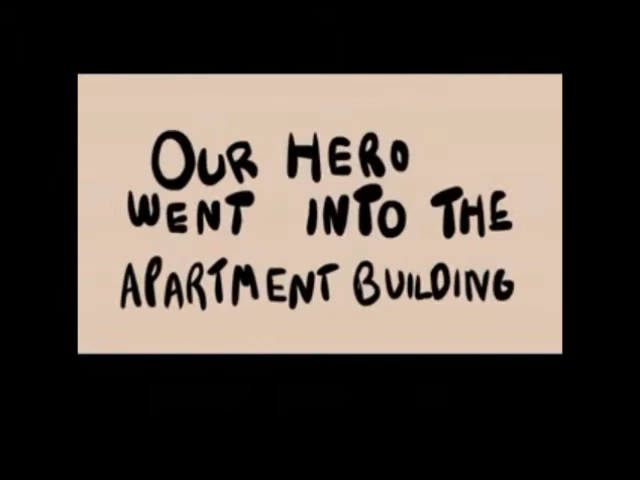 OUR HERO
WENT INTO THE
APARTMENT BUILDING